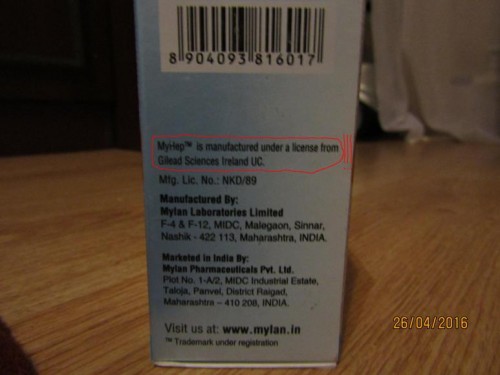 8 904093 816017
MyHep™ is manufactured under a license from
Gilead Sciences Ireland UC.
Mfg. Lic. No.: NKD/89
Manufactured By:
Mylan Laboratories Limited
F-4 & F-12, MIDC, Malegaon, Sinnar,
Nashik - 422 113, Maharashtra, INDIA.
Marketed in India By:
Mylan Pharmaceuticals Pvt. Ltd.
Plot No. 1-A/2, MIDC Industrial Estate,
Taloja, Panvel, District Raigad,
Maharashtra – 410 208, INDIA.
Visit us at: www.mylan.in
™ Trademark under registration
26/04/2016